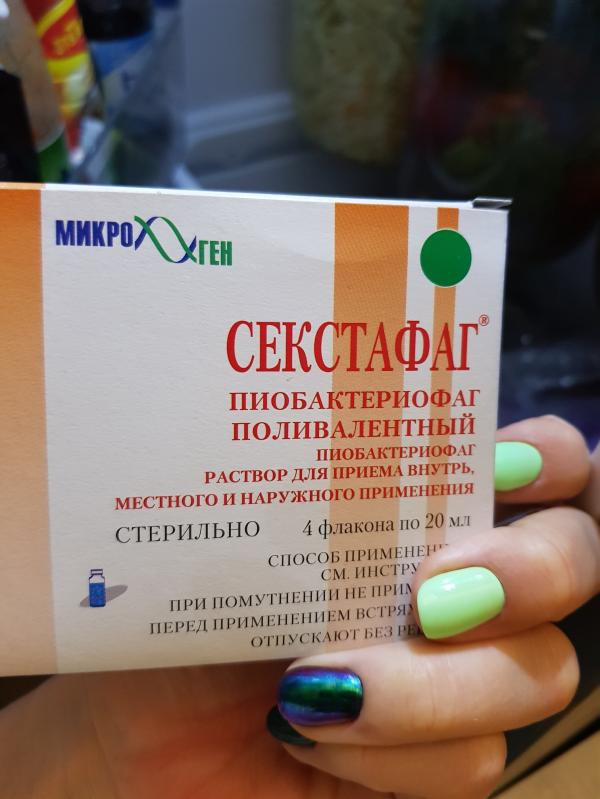 МИКРО ГЕН
СЕКСТАФАГ®
ПИОБАКТЕРИОФАГ
ПОЛИВАЛЕНТНЫЙ
ПИОБАКТЕРИОФАГ
РАСТВОР ДЛЯ ПРИЕМА ВНУТРЬ,
МЕСТНОГО И НАРУЖНОГО ПРИМЕНЕНИЯ
СТЕРИЛЬНО 4 флакона по 20 мл
СПОСОБ
СМ.
ПРИ ПОМУТНЕНИИ НЕ
ПЕРЕД ПРИМЕНЕНИЕМ
ОТПУСКАЮТ БЕЗ